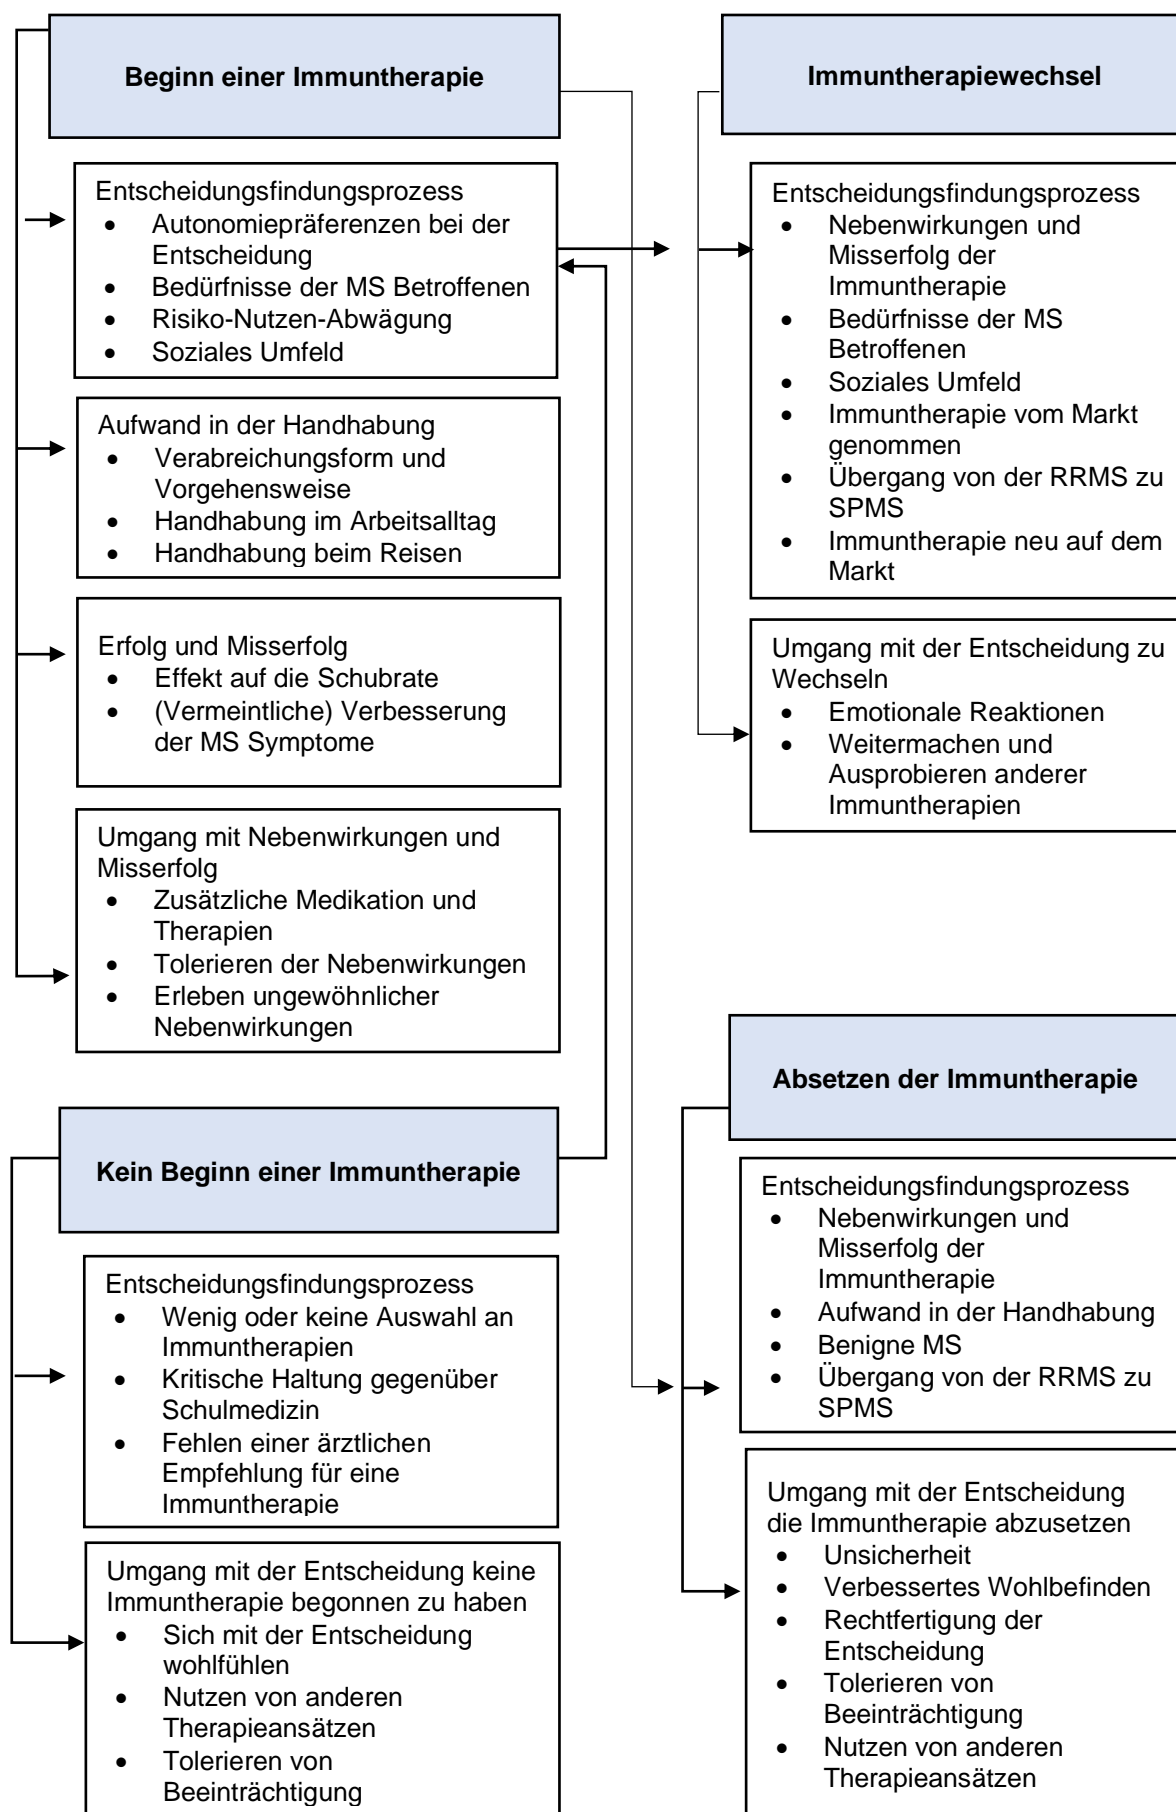 Beginn einer Immuntherapie
Entscheidungsfindungsprozess
• Autonomiepräferenzen bei der
Entscheidung
• Bedürfnisse der MS Betroffenen
• Risiko-Nutzen-Abwägung
• Soziales Umfeld
Aufwand in der Handhabung
• Verabreichungsform und
Vorgehensweise
• Handhabung im Arbeitsalltag
• Handhabung beim Reisen
Erfolg und Misserfolg
• Effekt auf die Schubrate
• (Vermeintliche) Verbesserung
der MS Symptome
Umgang mit Nebenwirkungen und
Misserfolg
• Zusätzliche Medikation und
Therapien
• Tolerieren der Nebenwirkungen
• Erleben ungewöhnlicher
Nebenwirkungen
Kein Beginn einer Immuntherapie
Entscheidungsfindungsprozess
• Wenig oder keine Auswahl an
Immuntherapien
• Kritische Haltung gegenüber
Schulmedizin
• Fehlen einer ärztlichen
Empfehlung für eine
Immuntherapie
Umgang mit der Entscheidung keine
Immuntherapie begonnen zu haben
• Sich mit der Entscheidung
wohlfühlen
• Nutzen von anderen
Therapieansätzen
• Tolerieren von
Beeinträchtigung
Immuntherapiewechsel
Entscheidungsfindungsprozess
• Nebenwirkungen und
Misserfolg der
Immuntherapie
• Bedürfnisse der MS
Betroffenen
• Soziales Umfeld
• Immuntherapie vom Markt
genommen
• Übergang von der RRMS zu
SPMS
• Immuntherapie neu auf dem
Markt
Umgang mit der Entscheidung zu
Wechseln
• Emotionale Reaktionen
• Weitermachen und
Ausprobieren anderer
Immuntherapien
Absetzen der Immuntherapie
Entscheidungsfindungsprozess
• Nebenwirkungen und
Misserfolg der
Immuntherapie
• Aufwand in der Handhabung
• Benigne MS
• Übergang von der RRMS zu
SPMS
Umgang mit der Entscheidung
die Immuntherapie abzusetzen
• Unsicherheit
• Verbessertes Wohlbefinden
• Rechtfertigung der
Entscheidung
• Tolerieren von
Beeinträchtigung
• Nutzen von anderen
Therapieansätzen